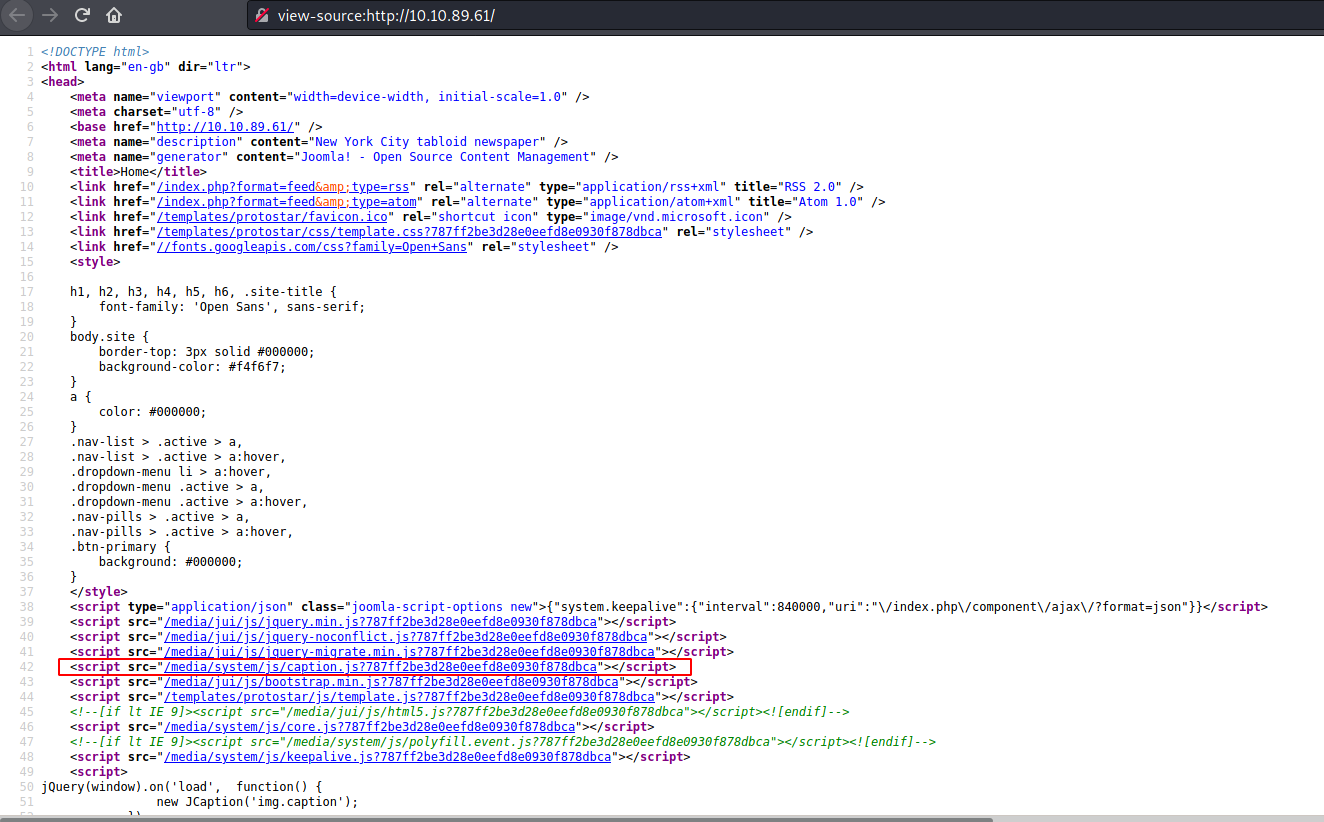 view-source:http://10.10.89.61/
1 <!DOCTYPE html>
2 <html lang="en-gb" dir="ltr">
3 <head>
4 <meta name="viewport" content="width=device-width, initial-scale=1.0" />
5 <meta charset="utf-8" />
6 <base href="http://10.10.89.61/" />
7 <meta name="description" content="New York City tabloid newspaper" />
8 <meta name="generator" content="Joomla! - Open Source Content Management" />
9 <title>Home</title>
10 <link href="/index.php?format=feed&amp;type=rss" rel="alternate" type="application/rss+xml" title="RSS 2.0" />
11 <link href="/index.php?format=feed&amp;type=atom" rel="alternate" type="application/atom+xml" title="Atom 1.0" />
12 <link href="/templates/protostar/favicon.ico" rel="shortcut icon" type="image/vnd.microsoft.icon" />
13 <link href="/templates/protostar/css/template.css?787ff2be3d28e0eefd8e0930f878dbca" rel="stylesheet" />
14 <link href="//fonts.googleapis.com/css?family=Open+Sans" rel="stylesheet" />
15 <style>
16
17 h1, h2, h3, h4, h5, h6, .site-title {
18 font-family: 'Open Sans', sans-serif;
19 }
20 body.site {
21 border-top: 3px solid #000000;
22 background-color: #f4f6f7;
23 }
24 a {
25 color: #000000;
26 }
27 .nav-list > .active > a,
28 .nav-list > .active > a:hover,
29 .dropdown-menu li > a:hover,
30 .dropdown-menu .active > a,
31 .dropdown-menu .active > a:hover,
32 .nav-pills > .active > a,
33 .nav-pills > .active > a:hover,
34 .btn-primary {
35 background: #000000;
36 }
37 </style>
38 <script type="application/json" class="joomla-script-options new">{"system.keepalive":{"interval":840000,"uri":"\/index.php\/component\/ajax\/?format=json"}}</script>
39 <script src="/media/jui/js/jquery.min.js?787ff2be3d28e0eefd8e0930f878dbca"></script>
40 <script src="/media/jui/js/jquery-noconflict.js?787ff2be3d28e0eefd8e0930f878dbca"></script>
41 <script src="/media/jui/js/jquery-migrate.min.js?787ff2be3d28e0eefd8e0930f878dbca"></script>
42 <script src="/media/system/js/caption.js?787ff2be3d28e0eefd8e0930f878dbca"></script>
43 <script src="/media/jui/js/bootstrap.min.js?787ff2be3d28e0eefd8e0930f878dbca"></script>
44 <script src="/templates/protostar/js/template.js?787ff2be3d28e0eefd8e0930f878dbca"></script>
45 <!--[if lt IE 9]><script src="/media/jui/js/html5.js?787ff2be3d28e0eefd8e0930f878dbca"></script><![endif]-->
46 <script src="/media/system/js/core.js?787ff2be3d28e0eefd8e0930f878dbca"></script>
47 <!--[if lt IE 9]><script src="/media/system/js/polyfill.event.js?787ff2be3d28e0eefd8e0930f878dbca"></script><![endif]-->
48 <script src="/media/system/js/keepalive.js?787ff2be3d28e0eefd8e0930f878dbca"></script>
49 <script>
50 jQuery(window).on('load', function() {
51 new JCaption('img.caption');